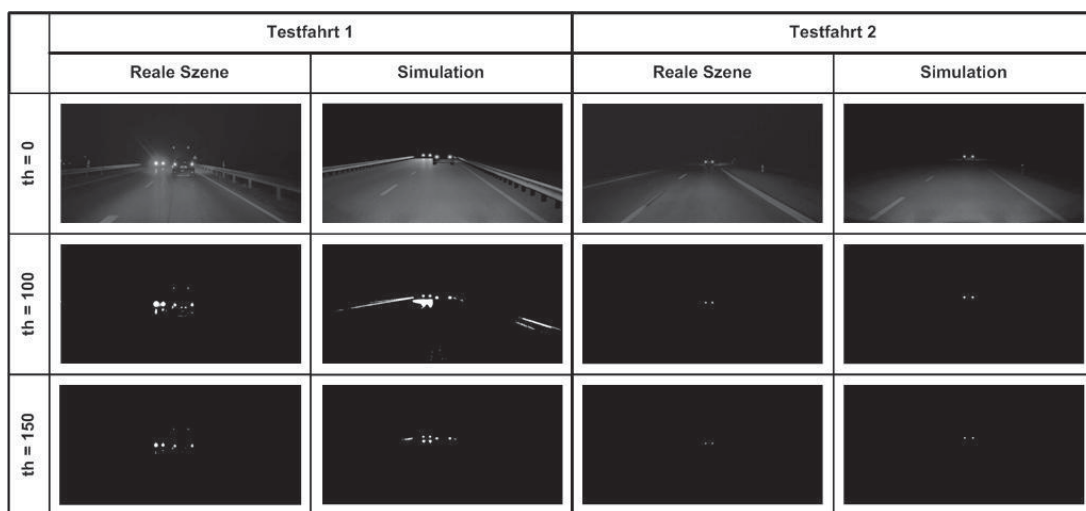 Testfahrt 1
Testfahrt 2
Reale Szene
Simulation
Reale Szene
Simulation
th = 0
th = 100
th = 150